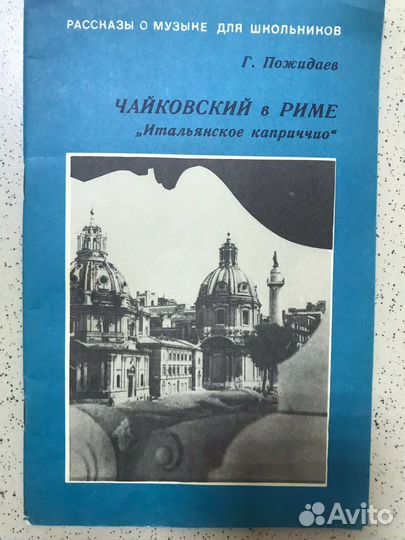 РАССКАЗЫ О МУЗЫКЕ ДЛЯ ШКОЛЬНИКОВ
Г. Пожидаев
ЧАЙКОВСКИЙ в РИМЕ
„Итальянское каприччио“
Avito